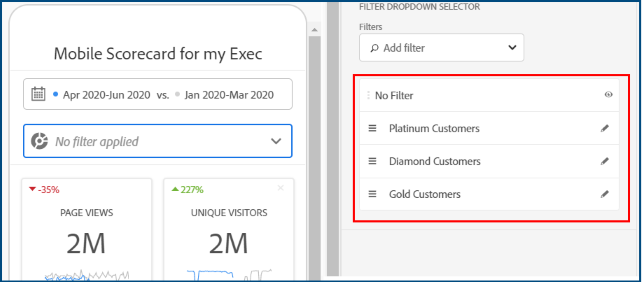 Mobile Scorecard for my Exec
Apr 2020-Jun 2020 vs. Jan 2020-Mar 2020
No filter applied
-35%
PAGE VIEWS
2M
227%
UNIQUE VISITORS
2M
FILTER DROPDOWN SELECTOR
Filters
Add filter
No Filter
Platinum Customers
Diamond Customers
Gold Customers